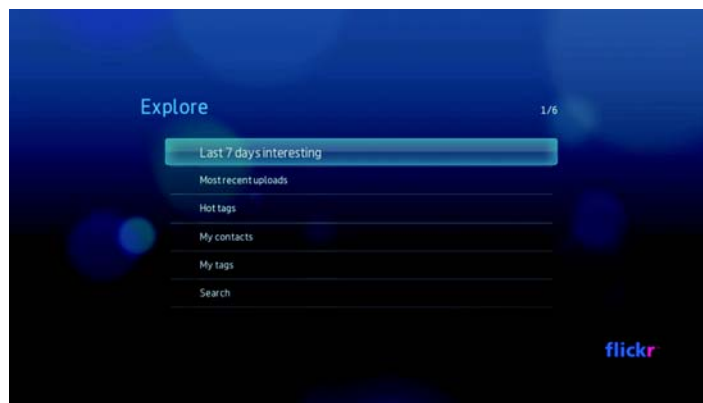 Explore
1/6
Last 7 days interesting
Most recent uploads
Hot tags
My contacts
My tags
Search
flickr